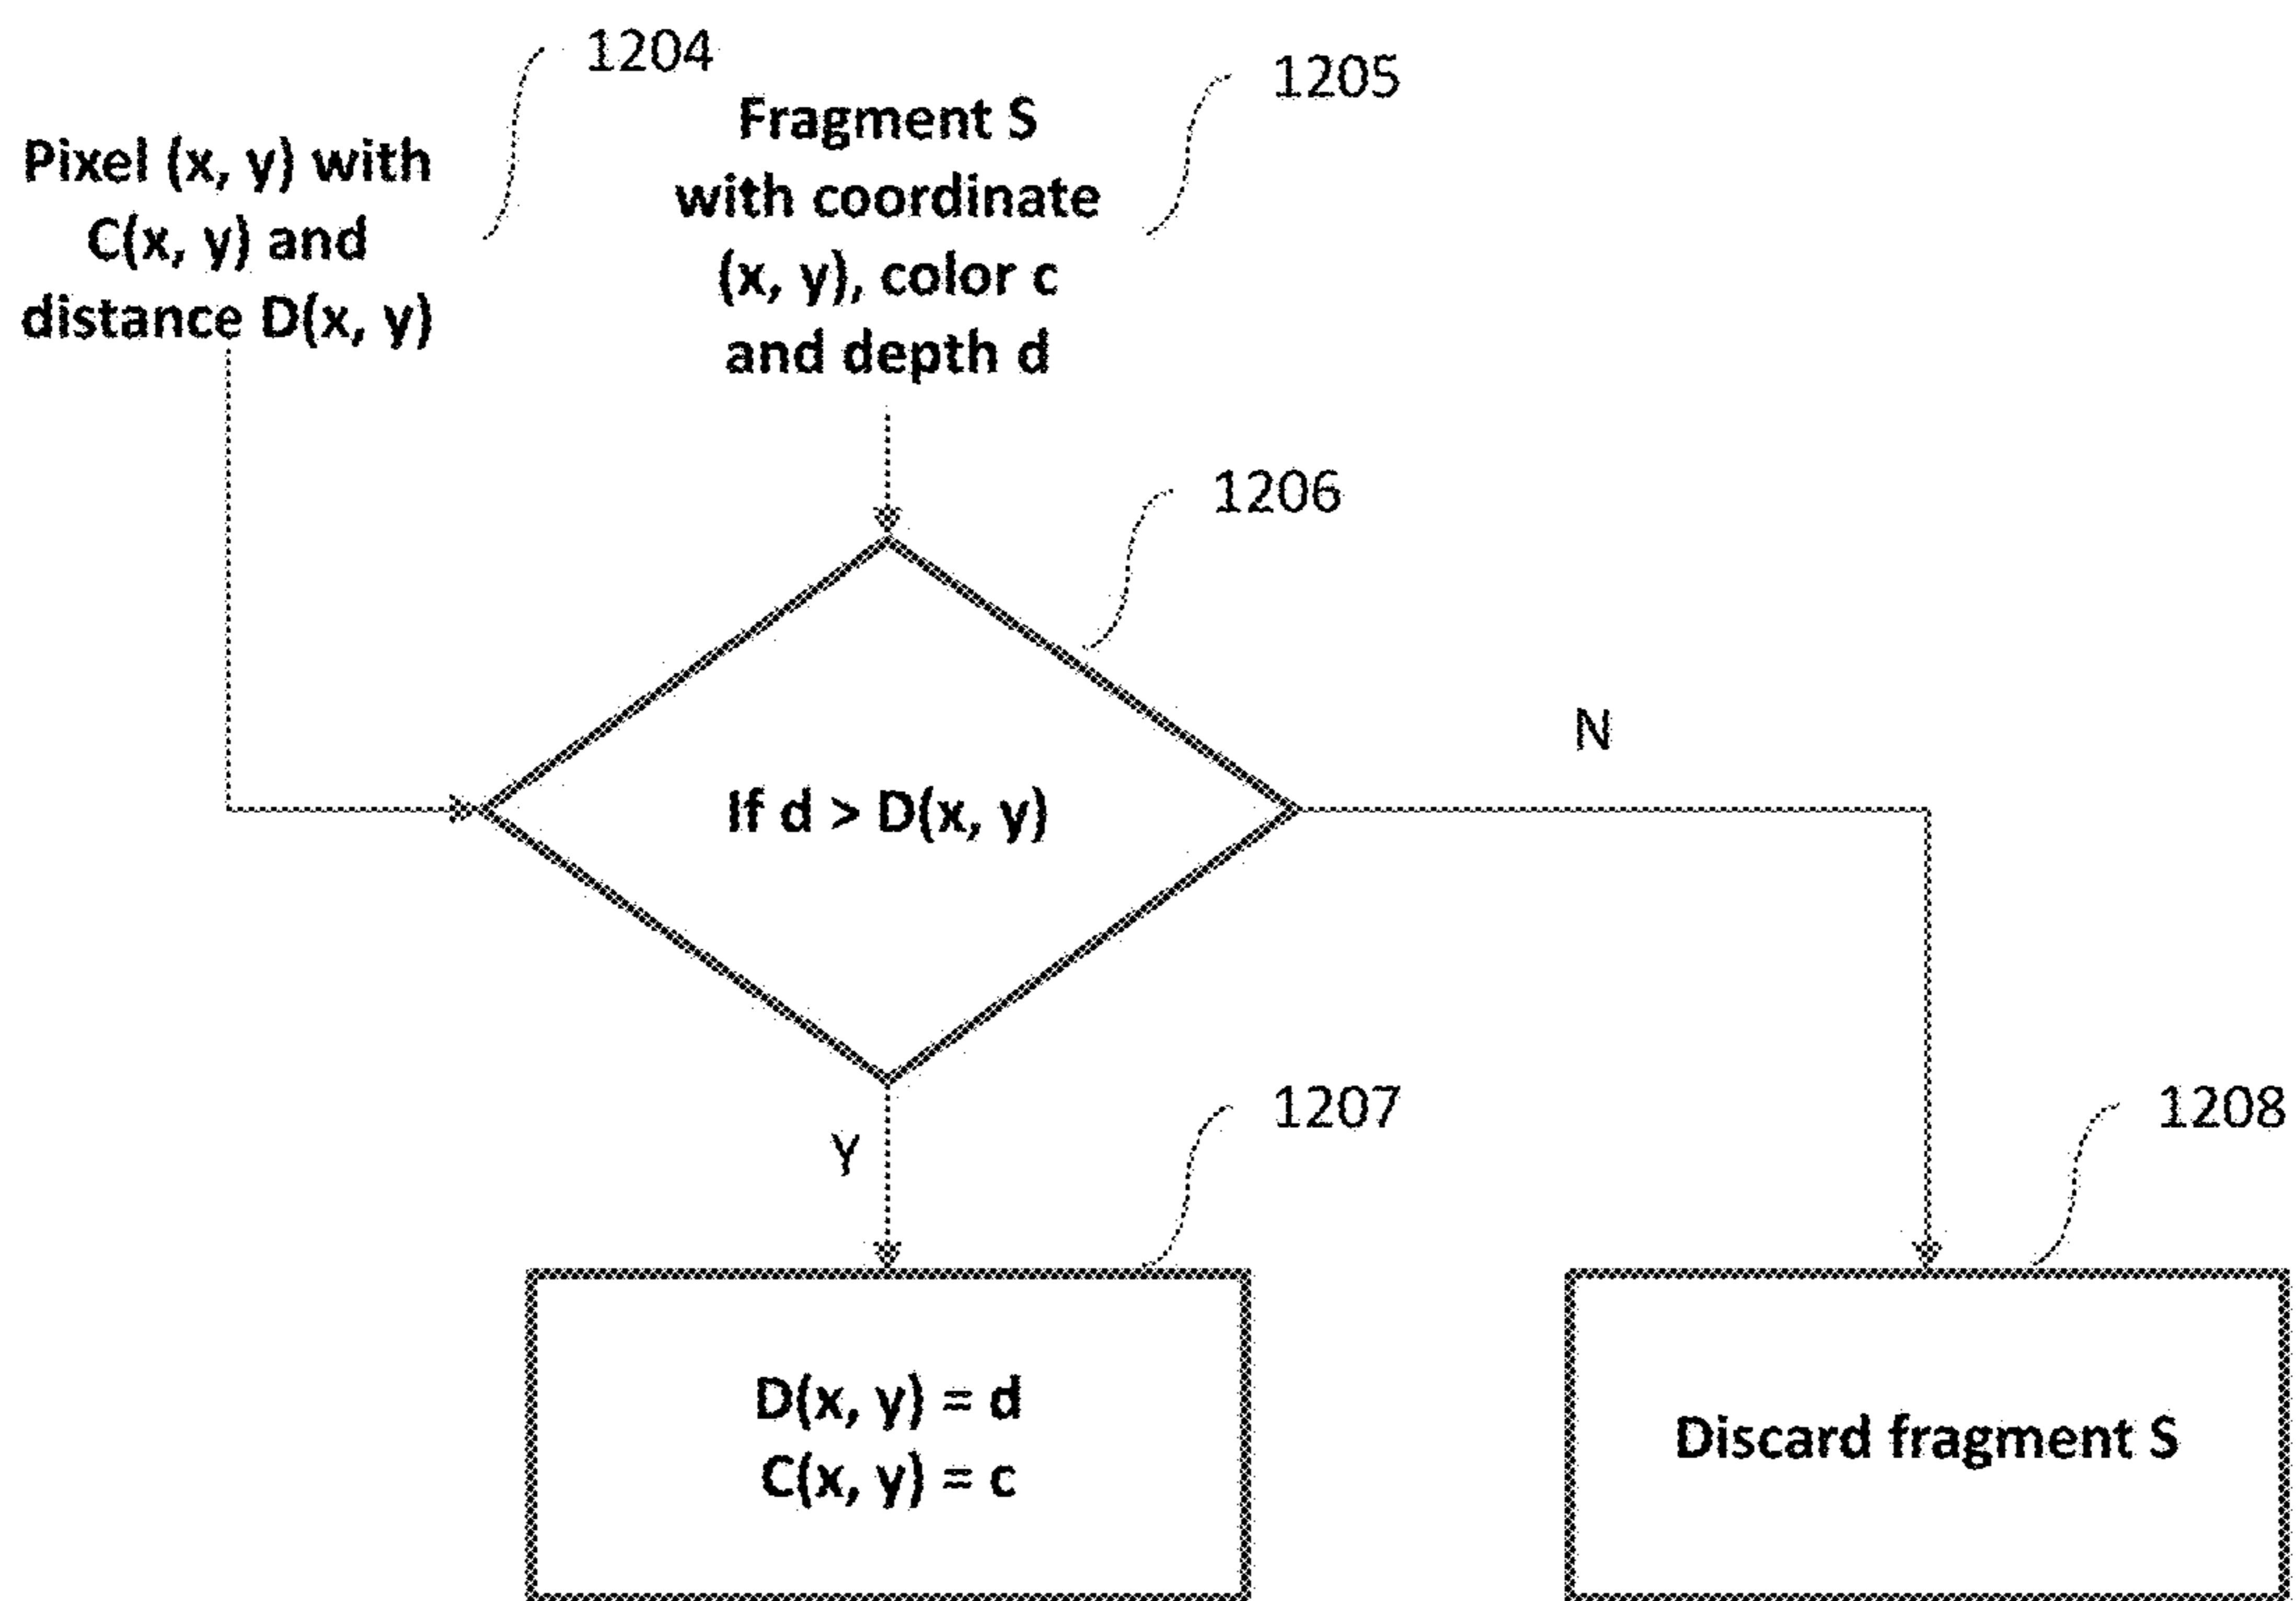 1204
Pixel (x, y) with
C(x, y) and
distance D(x, y)
1205
Fragment S
with coordinate
(x, y), color c
and depth d
1206
If d > D(x, y)
N
Y
1207
D(x, y) = d
C(x, y) = c
1208
Discard fragment S